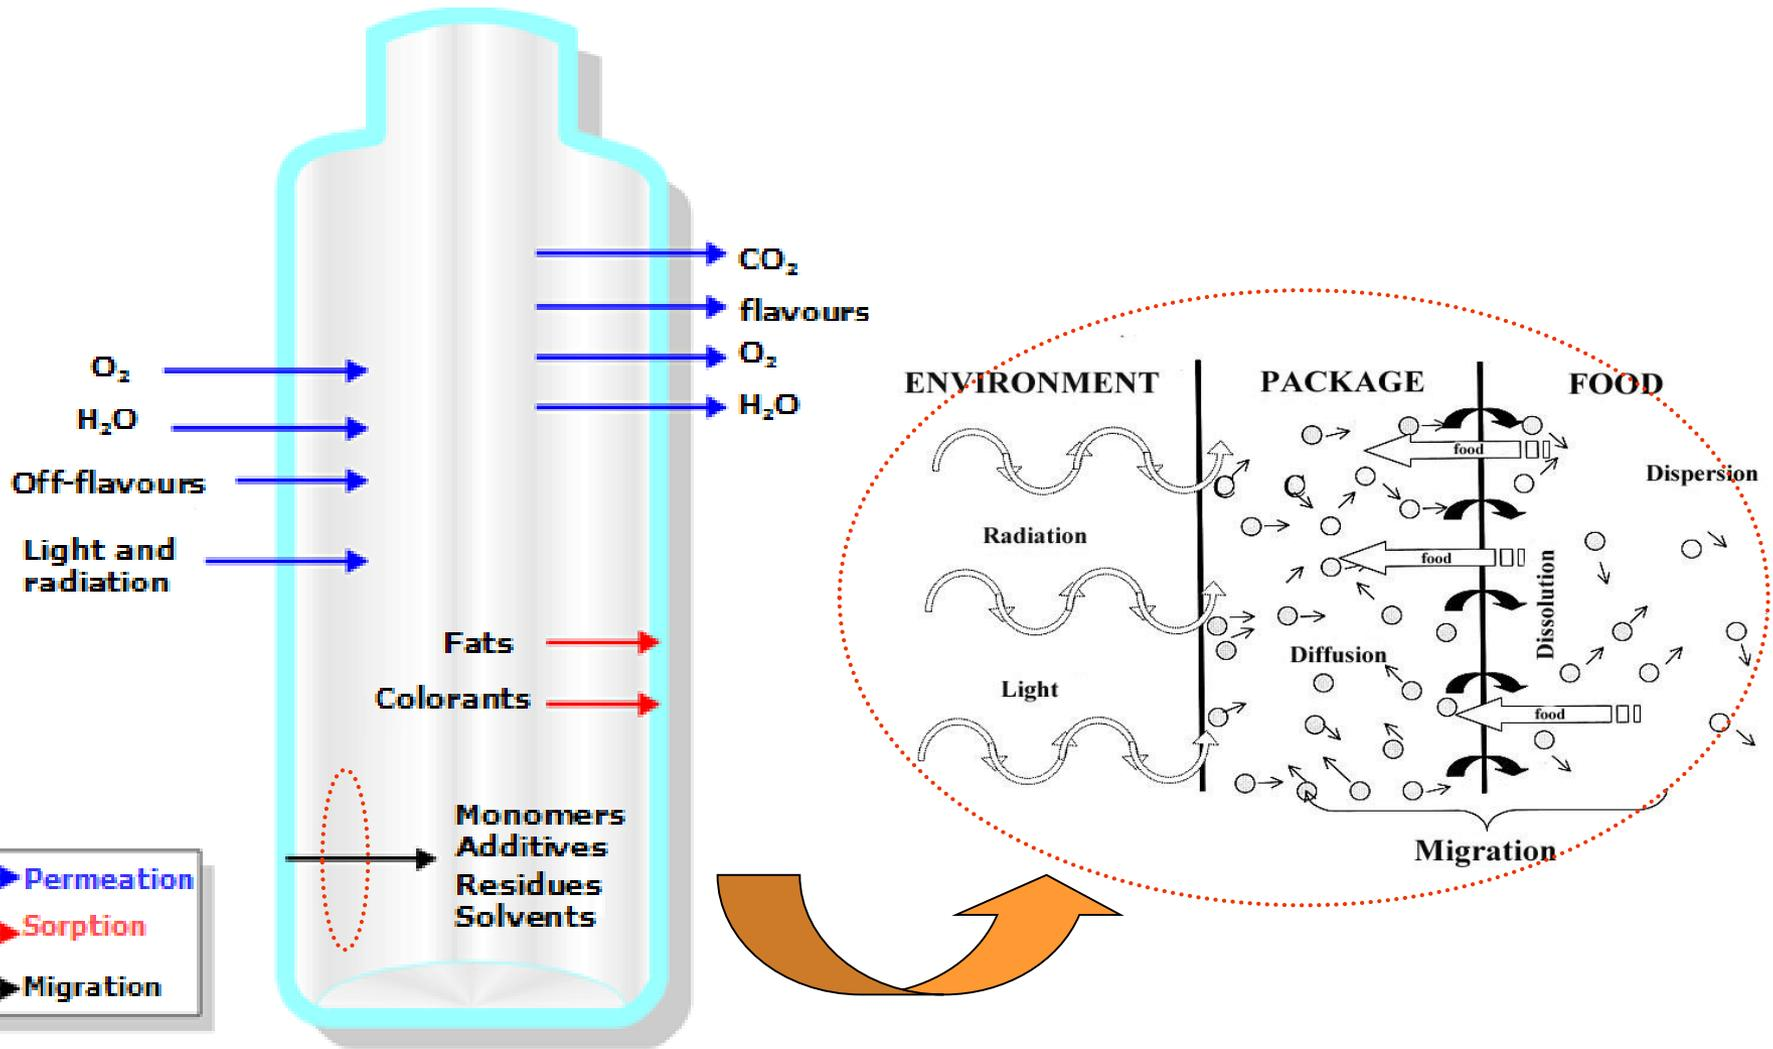 CO₂
flavours
O₂
H₂O
O₂
H₂O
Off-flavours
Light and
radiation
Fats
Colorants
Monomers
Additives
Residues
Solvents
Permeation
Sorption
Migration
ENVIRONMENT
PACKAGE
FOOD
food
Dispersion
Radiation
food
Dissolution
Diffusion
Light
food
Migration